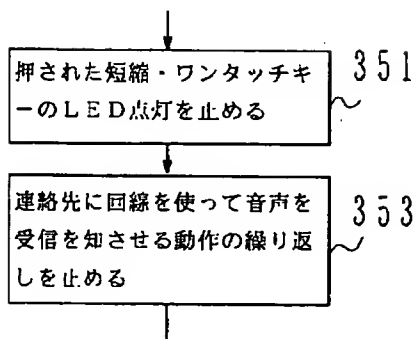 押された短縮・ワンタッチキ
ーのLED点灯を止める
351
連絡先に回線を使って音声を
受信を知させる動作の繰り返
しを止める
353